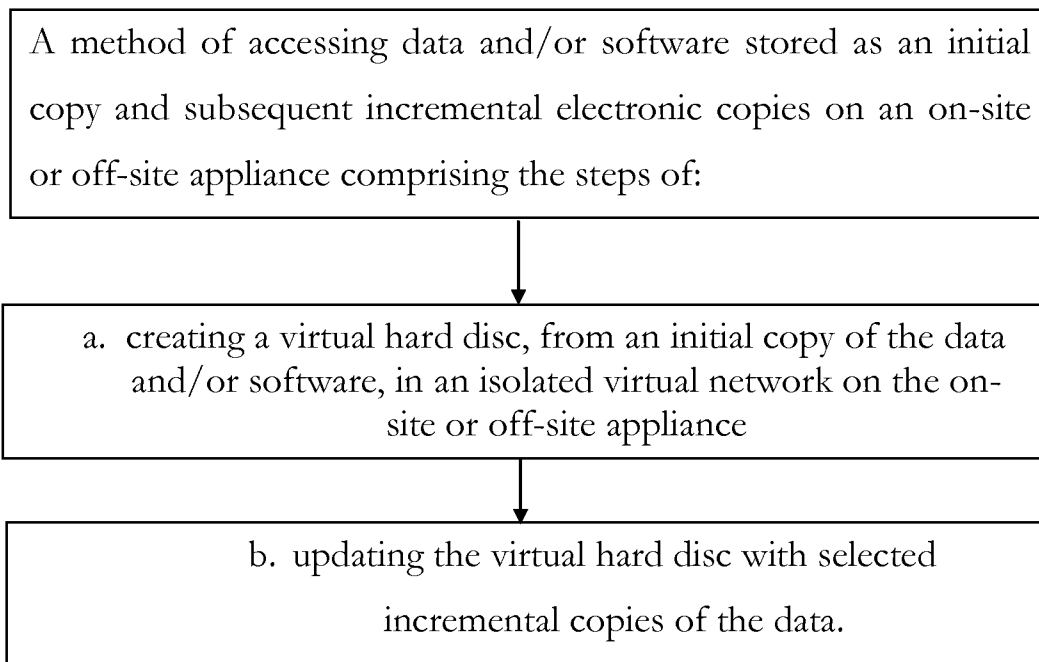 A method of accessing data and/or software stored as an initial
copy and subsequent incremental electronic copies on an on-site
or off-site appliance comprising the steps of:
a. creating a virtual hard disc, from an initial copy of the data
and/or software, in an isolated virtual network on the on-
site or off-site appliance
b. updating the virtual hard disc with selected
incremental copies of the data.